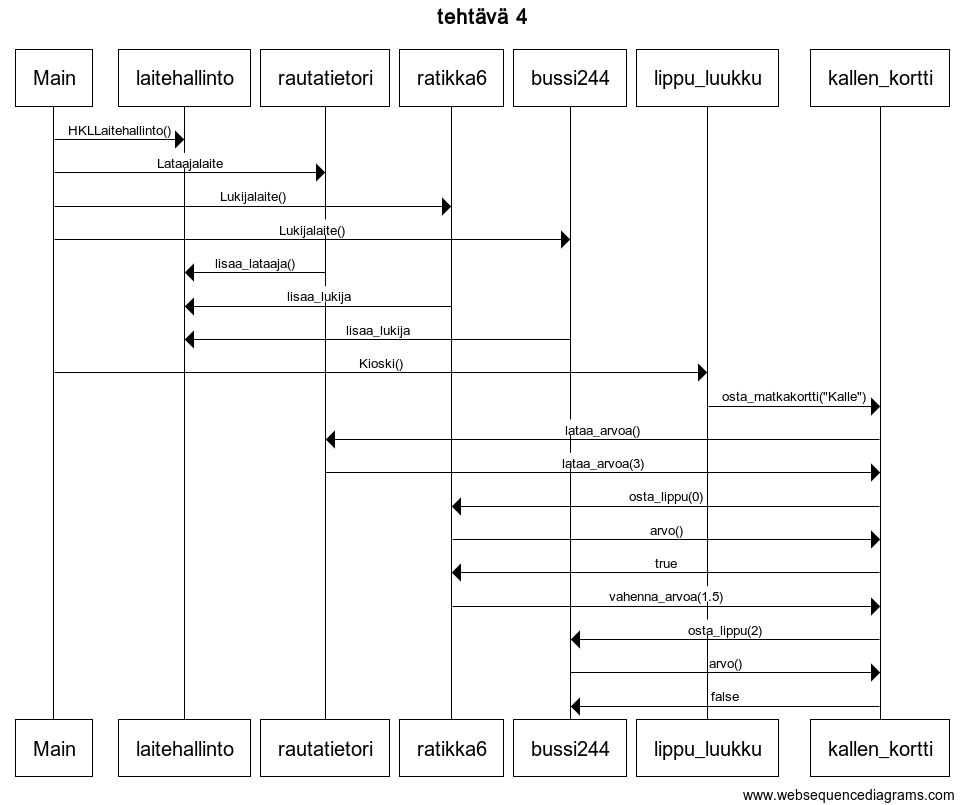 tehtävä 4
Main laitehallinto rautatietori ratikka6 bussi244 lippu_luukku kallen_kortti
HKLLaitehallinto()
Lataajalaite
Lukijalaite()
Lukijalaite()
lisaa_lataaja()
lisaa_lukija
lisaa_lukija
Kioski()
osta_matkakortti("Kalle")
lataa_arvoa()
lataa_arvoa(3)
osta_lippu(0)
arvo()
true
vahenna_arvoa(1.5)
osta_lippu(2)
arvo()
false
Main laitehallinto rautatietori ratikka6 bussi244 lippu_luukku kallen_kortti
www.websequencediagrams.com